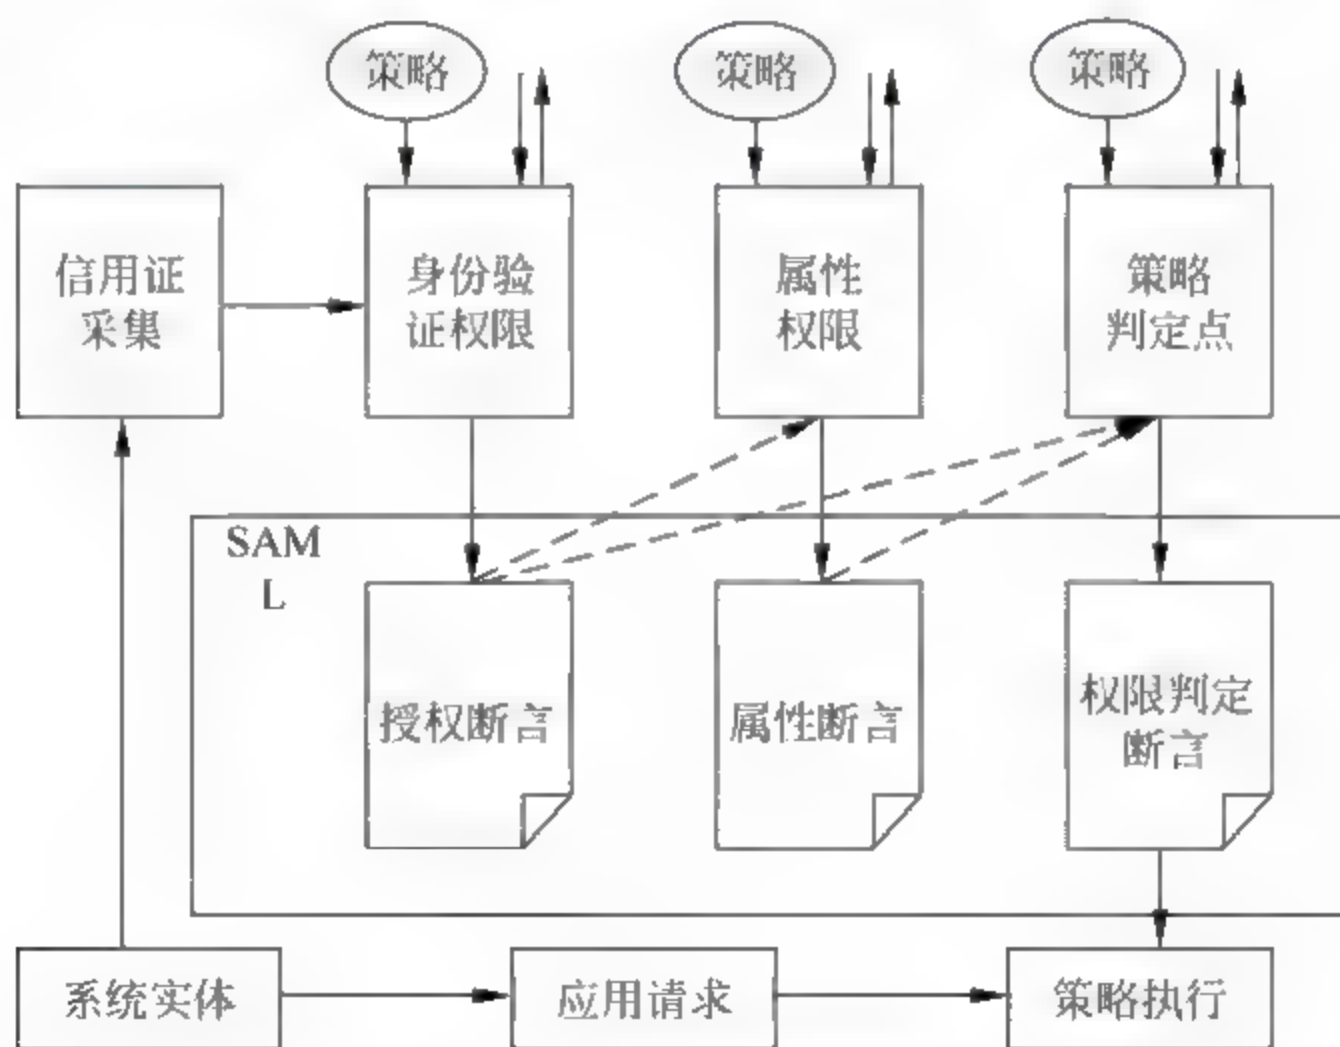 策略
策略
策略
信用证
采集
身份验
证权限
属性
权限
策略
判定点
SAM
L
授权断言
属性断言
权限判定
断言
系统实体
应用请求
策略执行